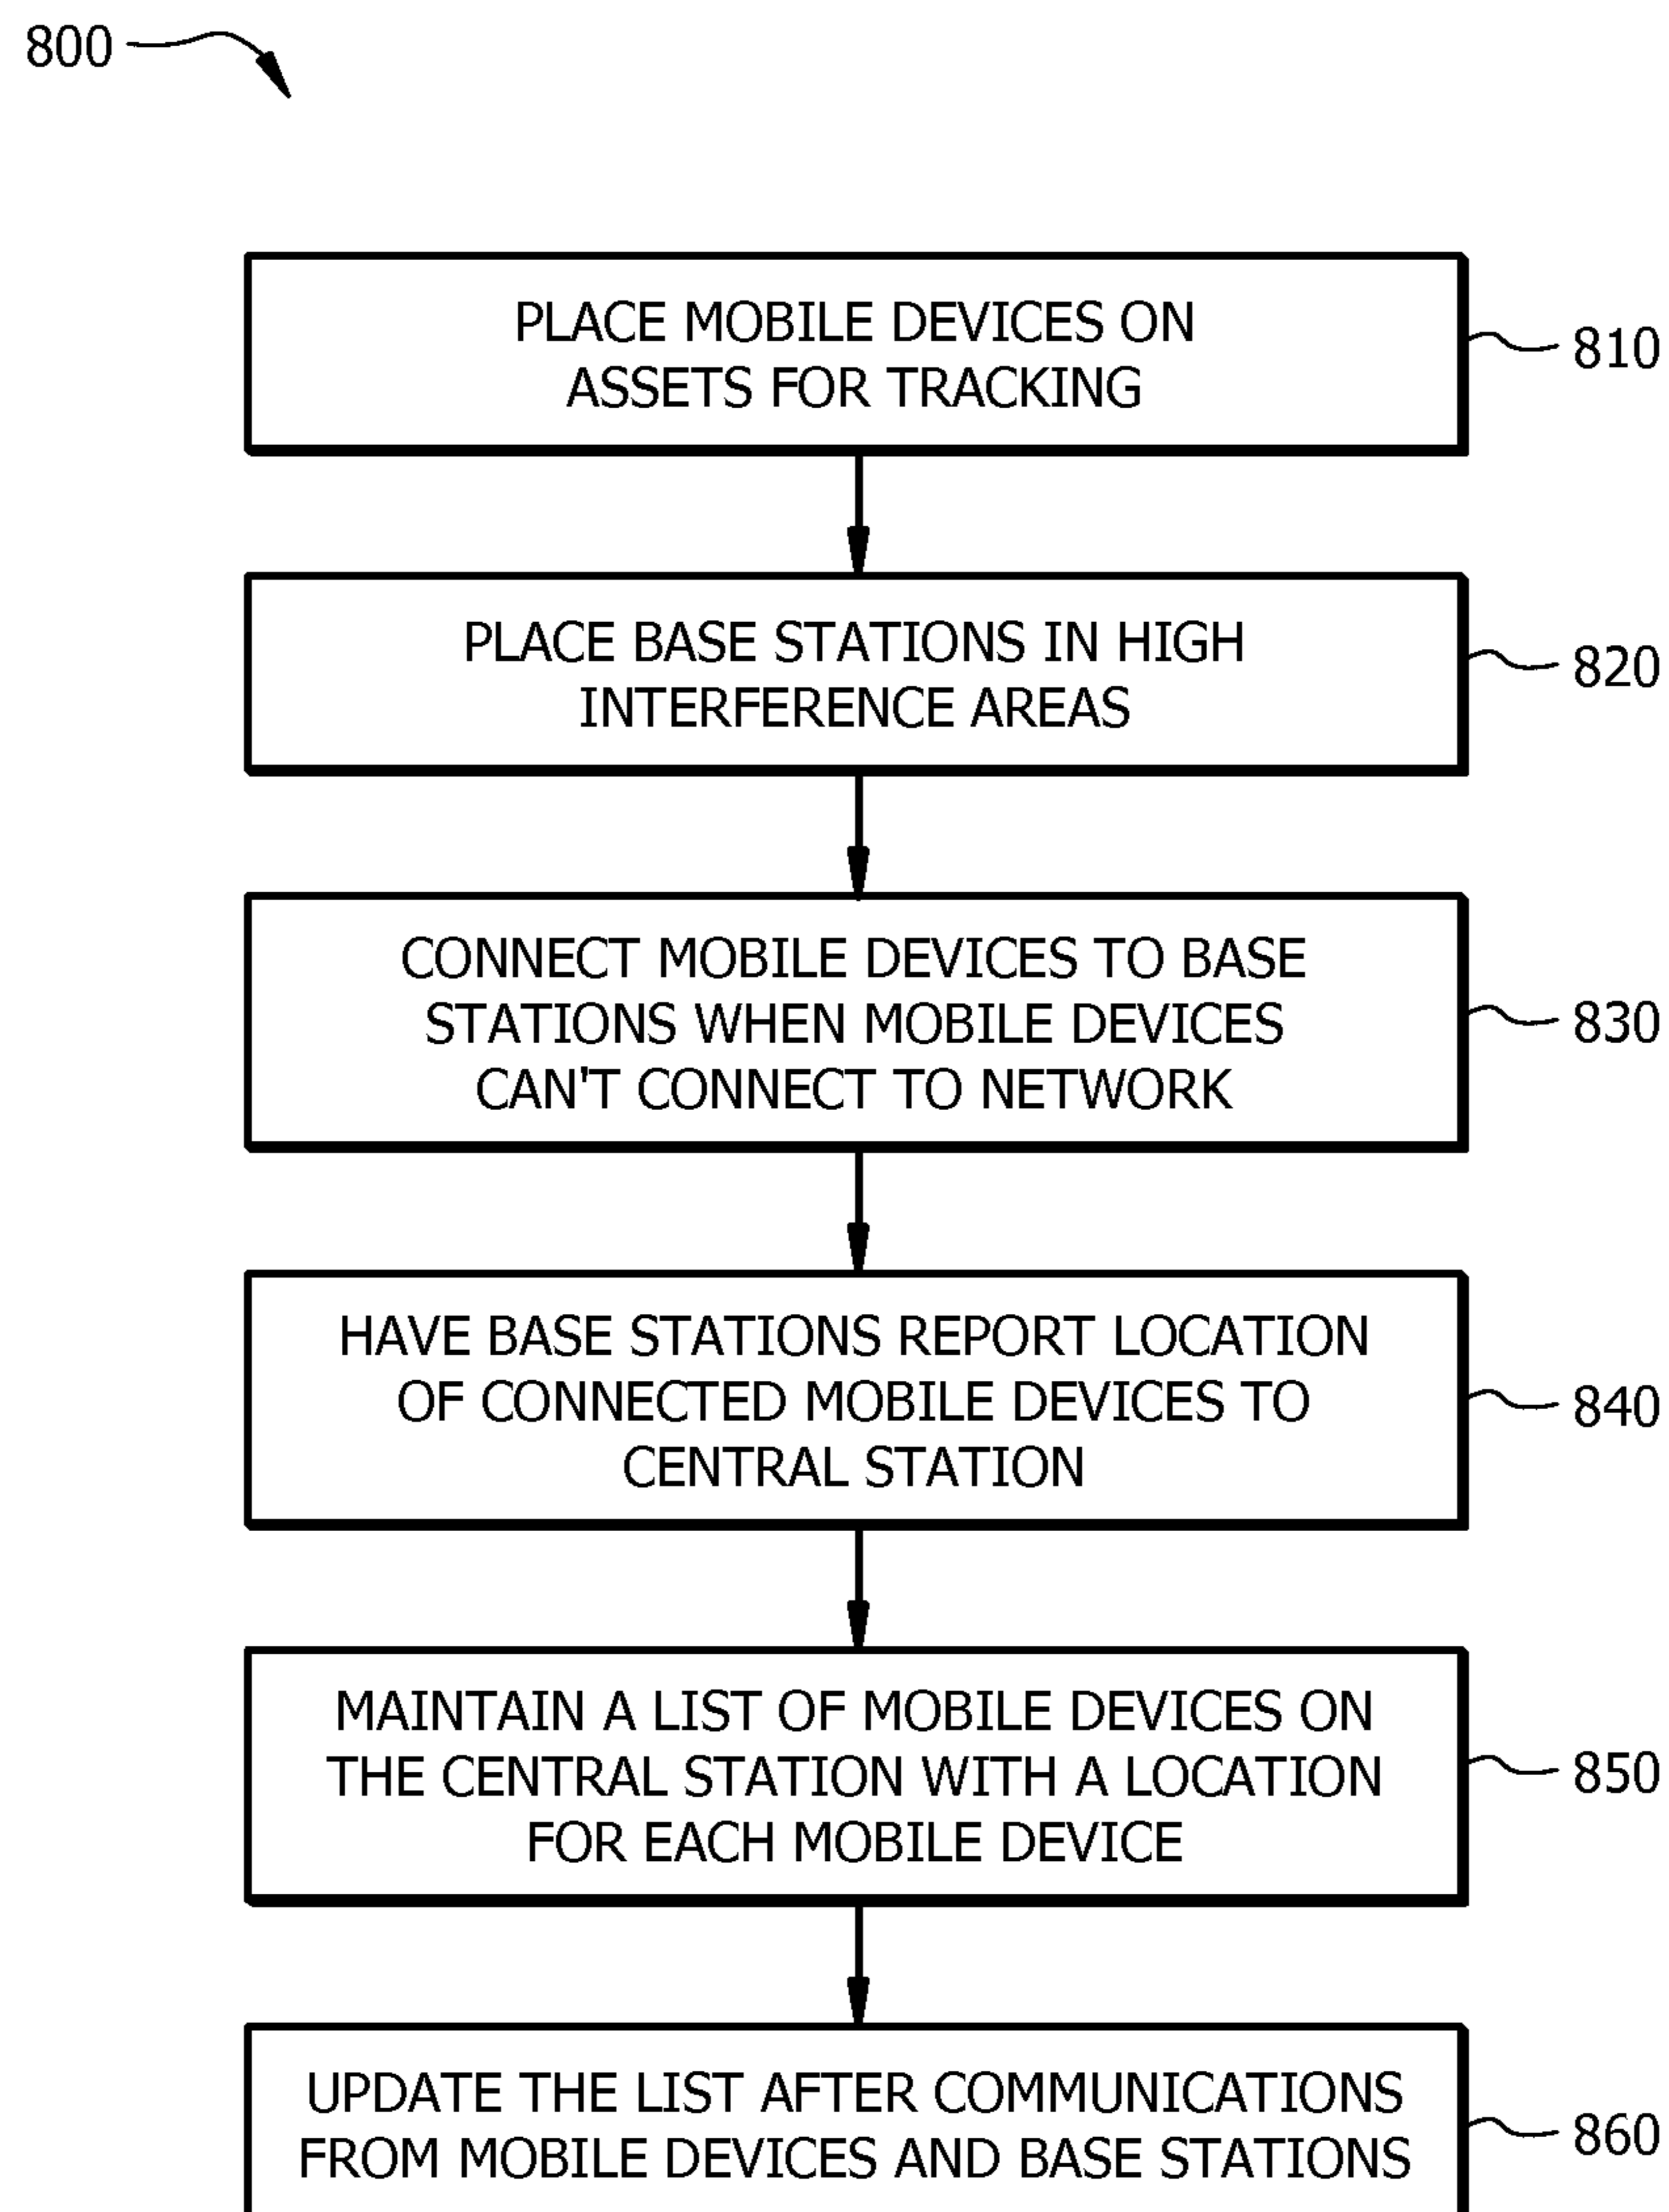 800
PLACE MOBILE DEVICES ON
ASSETS FOR TRACKING
810
PLACE BASE STATIONS IN HIGH
INTERFERENCE AREAS
820
CONNECT MOBILE DEVICES TO BASE
STATIONS WHEN MOBILE DEVICES
CAN'T CONNECT TO NETWORK
830
HAVE BASE STATIONS REPORT LOCATION
OF CONNECTED MOBILE DEVICES TO
CENTRAL STATION
840
MAINTAIN A LIST OF MOBILE DEVICES ON
THE CENTRAL STATION WITH A LOCATION
FOR EACH MOBILE DEVICE
850
UPDATE THE LIST AFTER COMMUNICATIONS
FROM MOBILE DEVICES AND BASE STATIONS
860